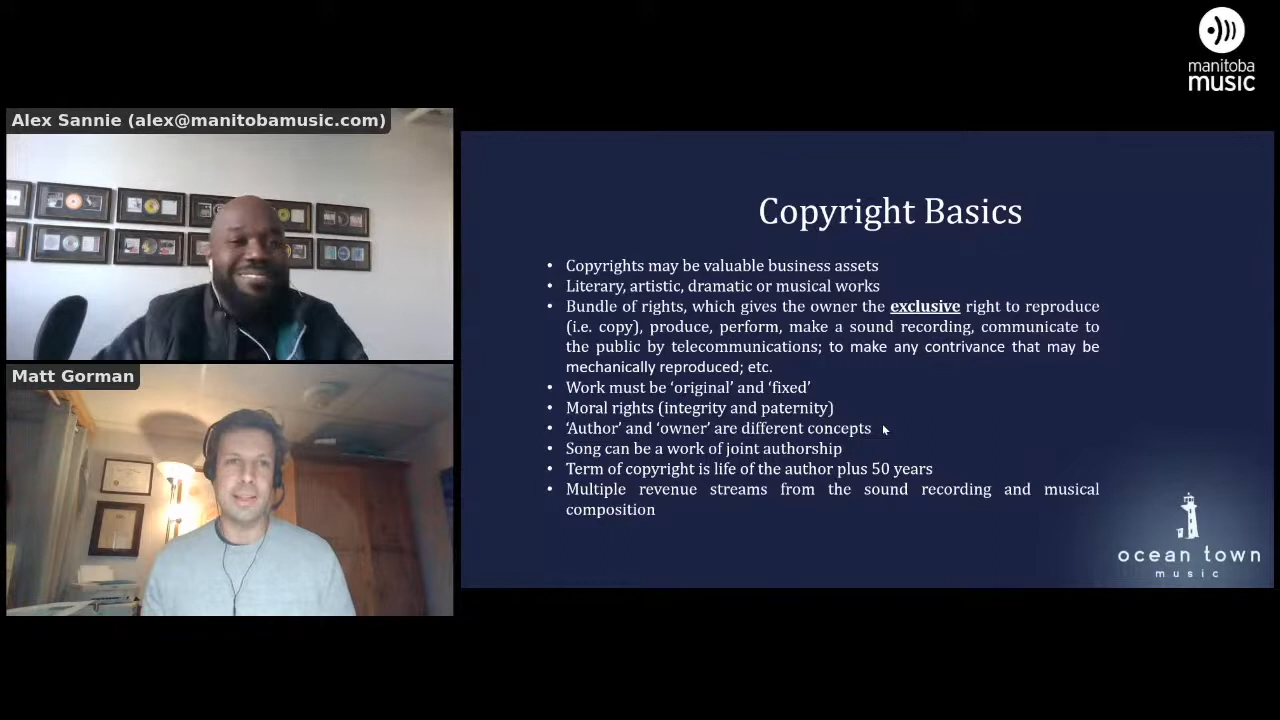 manitoba
music
Alex Sannie (alex@manitobamusic.com)
Matt Gorman
Copyright Basics
• Copyrights may be valuable business assets
• Literary, artistic, dramatic or musical works
• Bundle of rights, which gives the owner the exclusive right to reproduce
(i.e. copy), produce, perform, make a sound recording, communicate to
the public by telecommunications; to make any contrivance that may be
mechanically reproduced; etc.
• Work must be ‘original’ and ‘fixed’
• Moral rights (integrity and paternity)
• ‘Author’ and ‘owner’ are different concepts
• Song can be a work of joint authorship
• Term of copyright is life of the author plus 50 years
• Multiple revenue streams from the sound recording and musical
composition
ocean town
music